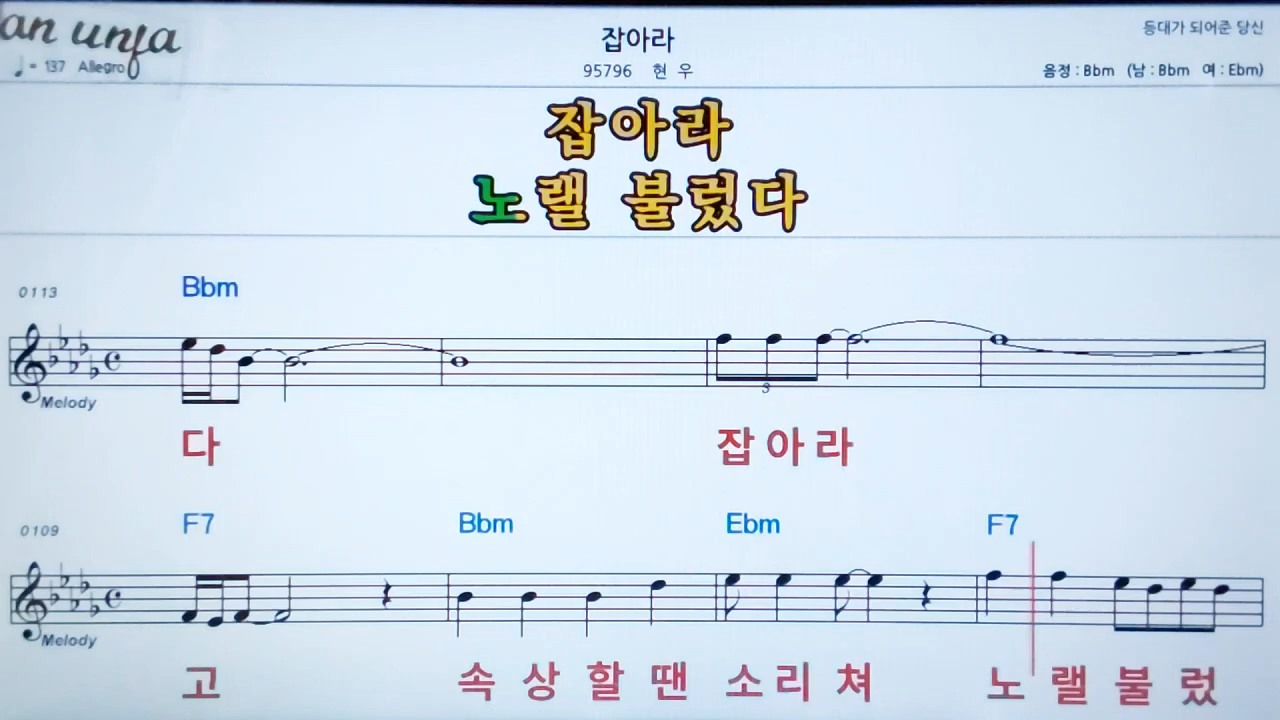 an unja
잡아라
등대가 되어준 당신
♩= 137 Allegro
95796 현 우
음정 : Bbm (남 : Bbm 여 : Ebm)
잡아라
노랠 불렀다
0113 Bbm
3
Melody
다 잡 아 라
0109 F7 Bbm Ebm F7
Melody
고 속 상 할 땐 소 리 쳐 노 랠 불 렀